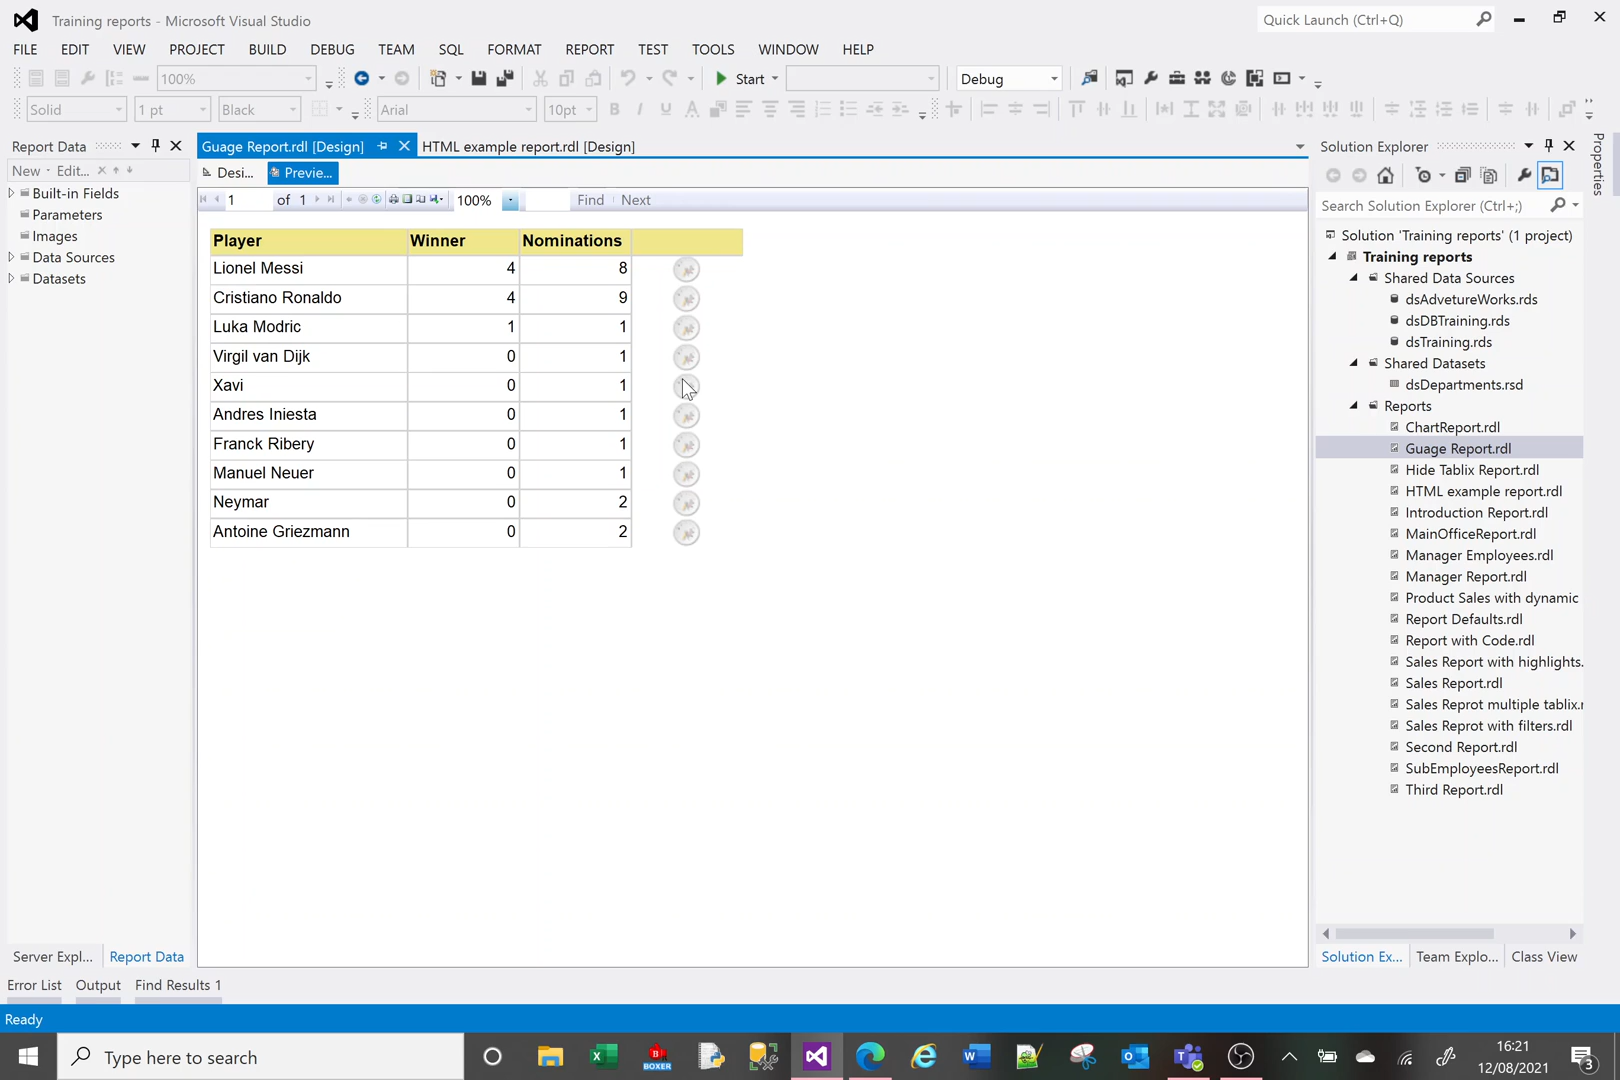 Training reports - Microsoft Visual Studio
Quick Launch (Ctrl+Q)
FILE EDIT VIEW PROJECT BUILD DEBUG TEAM SQL FORMAT REPORT TEST TOOLS WINDOW HELP
100% Start Debug
Solid 1 pt Black Arial 10pt B I U A
Report Data
New Edit...
Built-in Fields
Parameters
Images
Data Sources
Datasets
Server Expl... Report Data
Guage Report.rdl [Design] HTML example report.rdl [Design]
Desi... Previe...
1 of 1 100% Find Next
Player Winner Nominations
Lionel Messi 4 8
Cristiano Ronaldo 4 9
Luka Modric 1 1
Virgil van Dijk 0 1
Xavi 0 1
Andres Iniesta 0 1
Franck Ribery 0 1
Manuel Neuer 0 1
Neymar 0 2
Antoine Griezmann 0 2
Solution Explorer
Search Solution Explorer (Ctrl+;)
Solution 'Training reports' (1 project)
Training reports
Shared Data Sources
dsAdvetureWorks.rds
dsDBTraining.rds
dsTraining.rds
Shared Datasets
dsDepartments.rsd
Reports
ChartReport.rdl
Guage Report.rdl
Hide Tablix Report.rdl
HTML example report.rdl
Introduction Report.rdl
MainOfficeReport.rdl
Manager Employees.rdl
Manager Report.rdl
Product Sales with dynamic
Report Defaults.rdl
Report with Code.rdl
Sales Report with highlights.
Sales Report.rdl
Sales Reprot multiple tablix.r
Sales Reprot with filters.rdl
Second Report.rdl
SubEmployeesReport.rdl
Third Report.rdl
Solution Ex... Team Explo... Class View
Properties
Error List Output Find Results 1
Ready
Type here to search
BOXER
16:21
12/08/2021
3